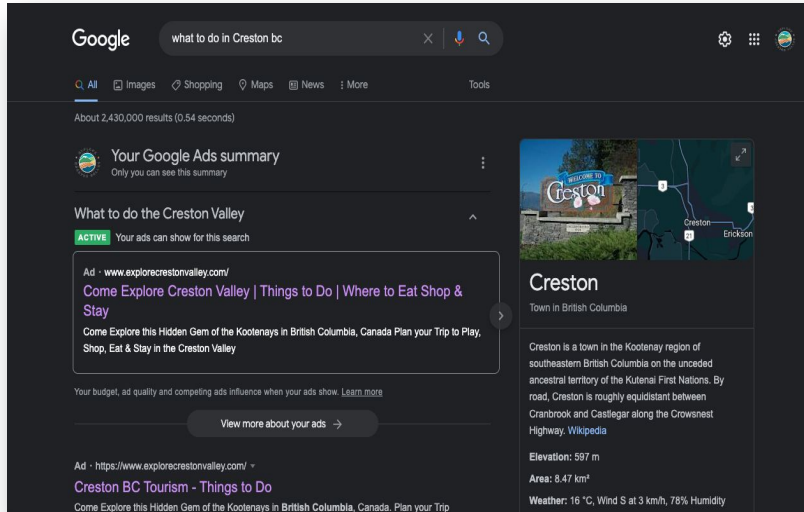 Google
what to do in Creston bc
All Images Shopping Maps News More Tools
About 2,430,000 results (0.54 seconds)
Your Google Ads summary
Only you can see this summary
What to do the Creston Valley
ACTIVE Your ads can show for this search
Ad · www.explorecrestonvalley.com/
Come Explore Creston Valley | Things to Do | Where to Eat Shop &
Stay
Come Explore this Hidden Gem of the Kootenays in British Columbia, Canada Plan your Trip to Play,
Shop, Eat & Stay in the Creston Valley
Your budget, ad quality and competing ads influence when your ads show. Learn more
View more about your ads →
Ad · https://www.explorecrestonvalley.com/
Creston BC Tourism - Things to Do
Come Explore this Hidden Gem of the Kootenays in British Columbia, Canada. Plan your Trip
WELCOME TO
Creston
3
3
Creston
Erickson
21
Creston
Town in British Columbia
Creston is a town in the Kootenay region of
southeastern British Columbia on the unceded
ancestral territory of the Kutenai First Nations. By
road, Creston is roughly equidistant between
Cranbrook and Castlegar along the Crowsnest
Highway. Wikipedia
Elevation: 597 m
Area: 8.47 km²
Weather: 16 °C, Wind S at 3 km/h, 78% Humidity